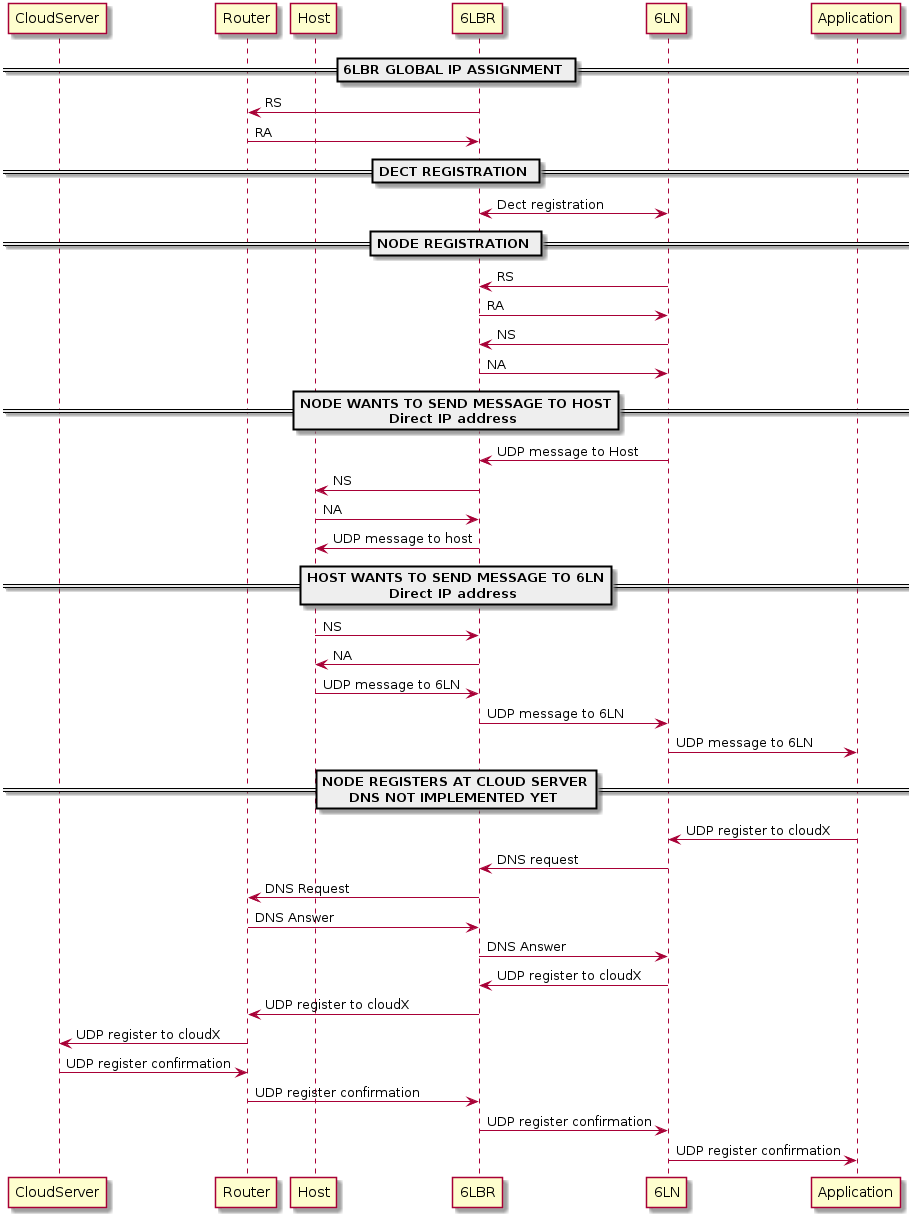 CloudServer
Router
Host
6LBR
6LN
Application
6LBR GLOBAL IP ASSIGNMENT
RS
RA
DECT REGISTRATION
Dect registration
NODE REGISTRATION
RS
RA
NS
NA
NODE WANTS TO SEND MESSAGE TO HOST
Direct IP address
UDP message to Host
NS
NA
UDP message to host
HOST WANTS TO SEND MESSAGE TO 6LN
Direct IP address
NS
NA
UDP message to 6LN
UDP message to 6LN
UDP message to 6LN
NODE REGISTERS AT CLOUD SERVER
DNS NOT IMPLEMENTED YET
UDP register to cloudX
DNS request
DNS Request
DNS Answer
DNS Answer
UDP register to cloudX
UDP register to cloudX
UDP register to cloudX
UDP register confirmation
UDP register confirmation
UDP register confirmation
UDP register confirmation
CloudServer
Router
Host
6LBR
6LN
Application